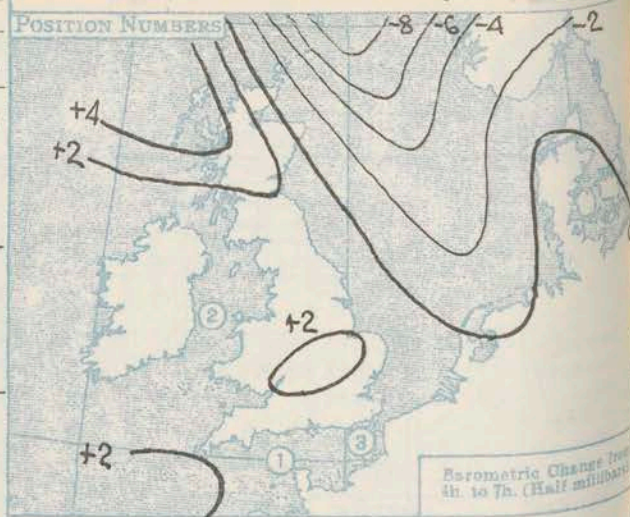 POSITION NUMBERS
-8 -6 -4 -2
+4
+2
2
+2
+2
1
3
Barometric Change from
4h. to 7h. (Half millibars)